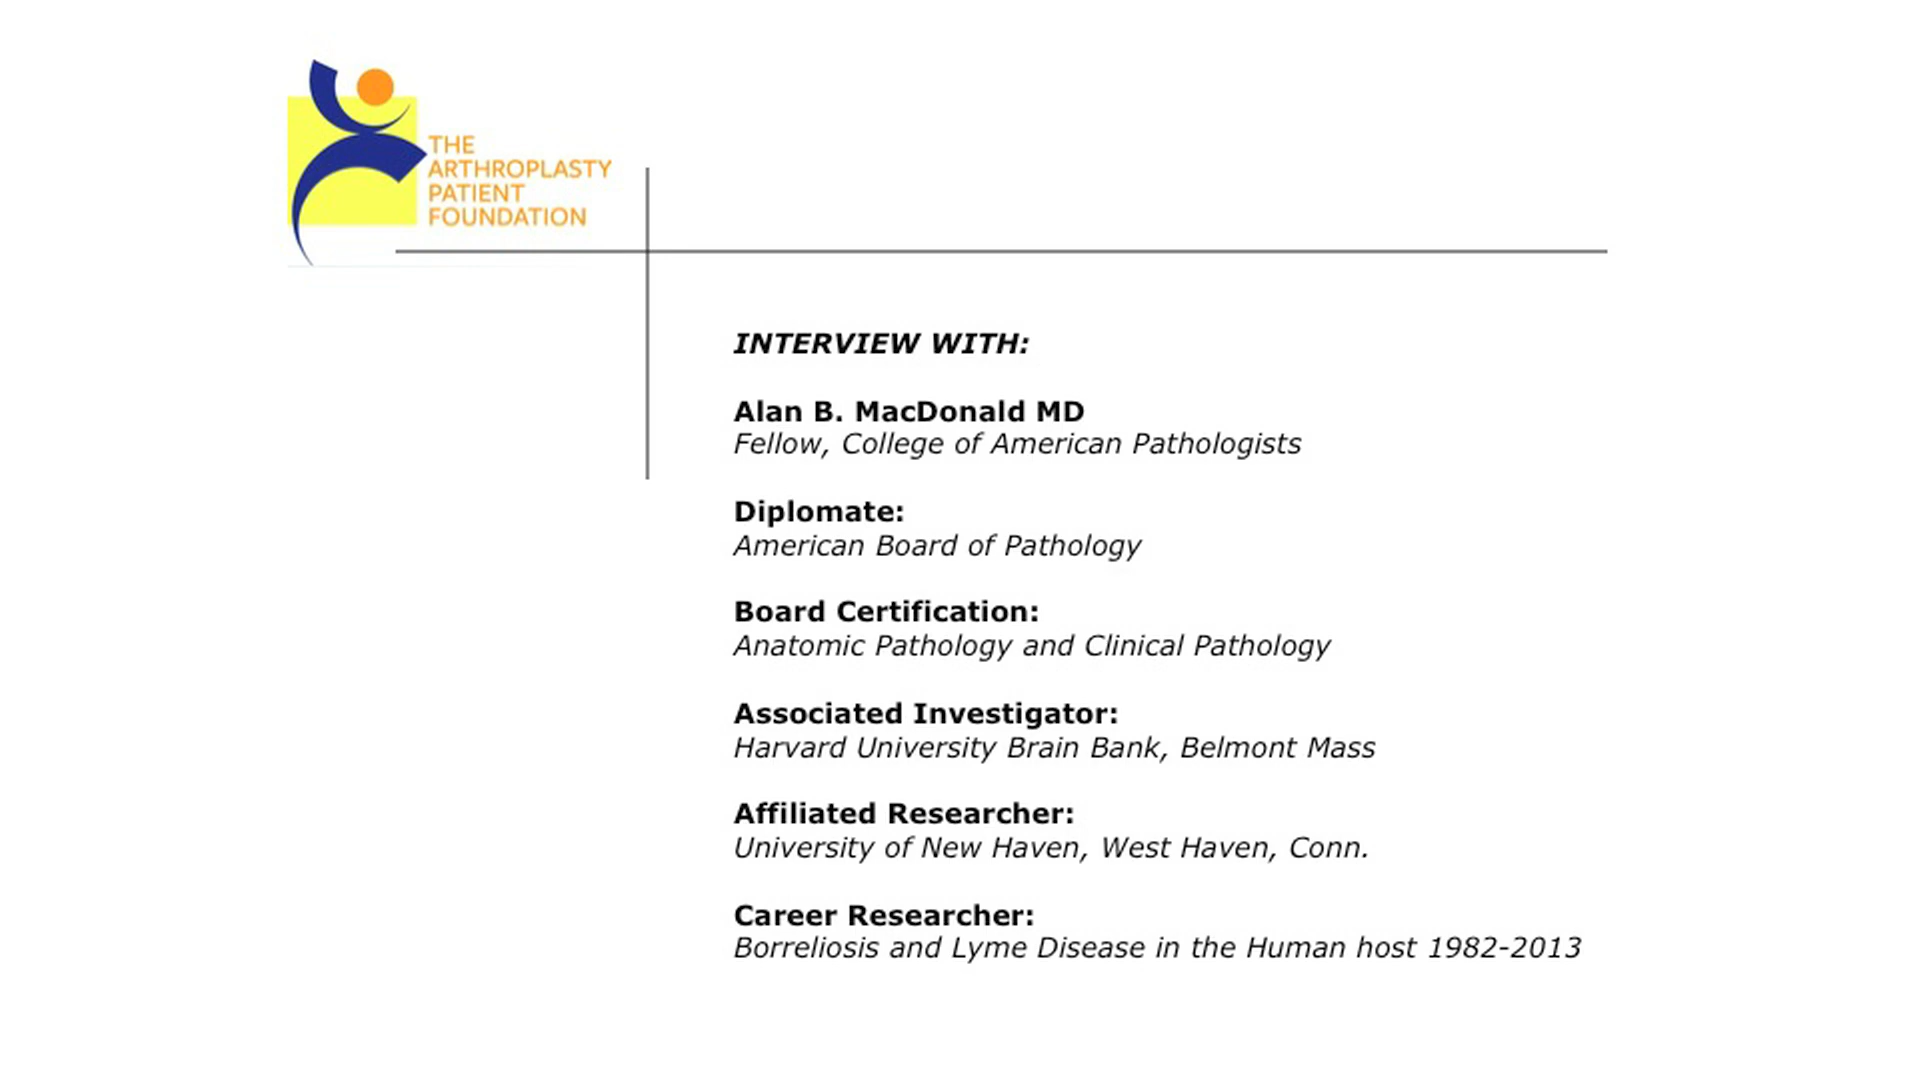 THE
ARTHROPLASTY
PATIENT
FOUNDATION
INTERVIEW WITH:
Alan B. MacDonald MD
Fellow, College of American Pathologists
Diplomate:
American Board of Pathology
Board Certification:
Anatomic Pathology and Clinical Pathology
Associated Investigator:
Harvard University Brain Bank, Belmont Mass
Affiliated Researcher:
University of New Haven, West Haven, Conn.
Career Researcher:
Borreliosis and Lyme Disease in the Human host 1982-2013